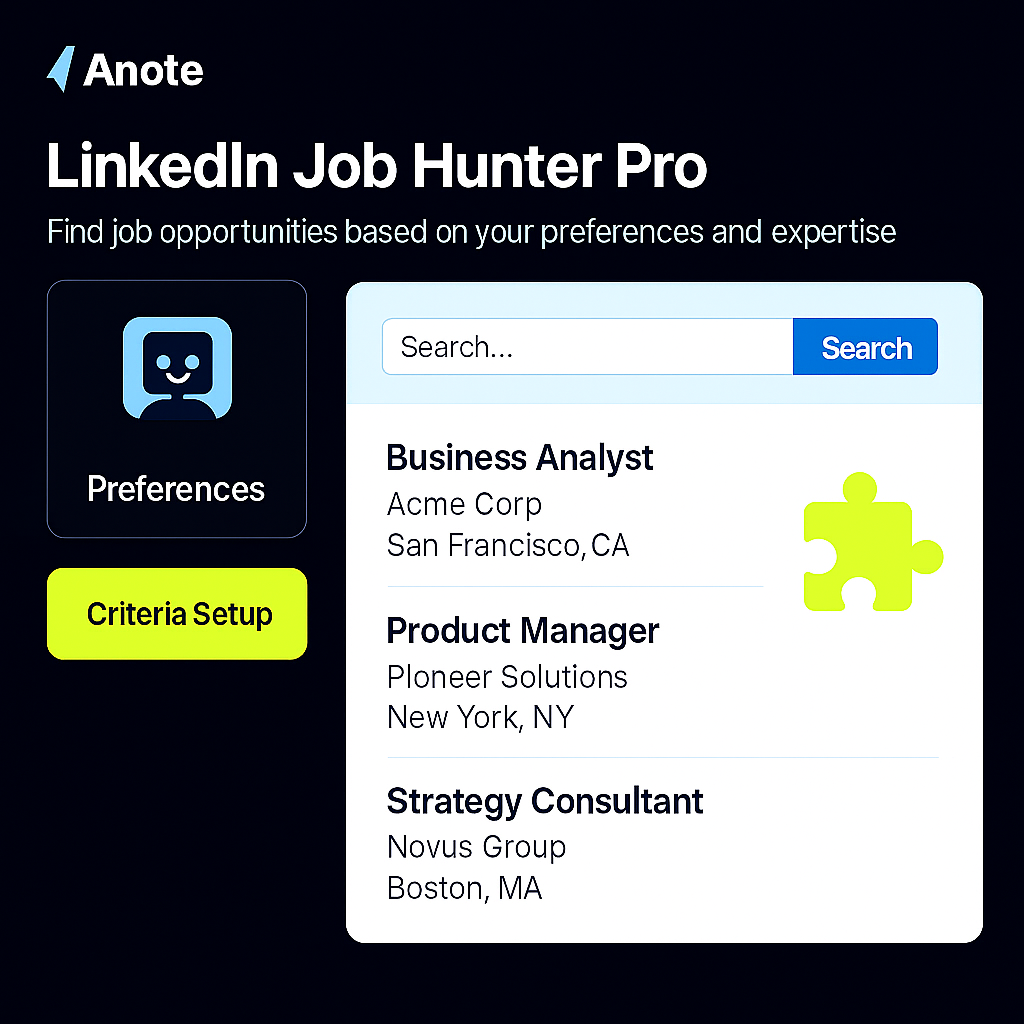 Anote
LinkedIn Job Hunter Pro
Find job opportunities based on your preferences and expertise
Preferences
Criteria Setup
Search...
Search
Business Analyst
Acme Corp
San Francisco, CA
Product Manager
Ploneer Solutions
New York, NY
Strategy Consultant
Novus Group
Boston, MA